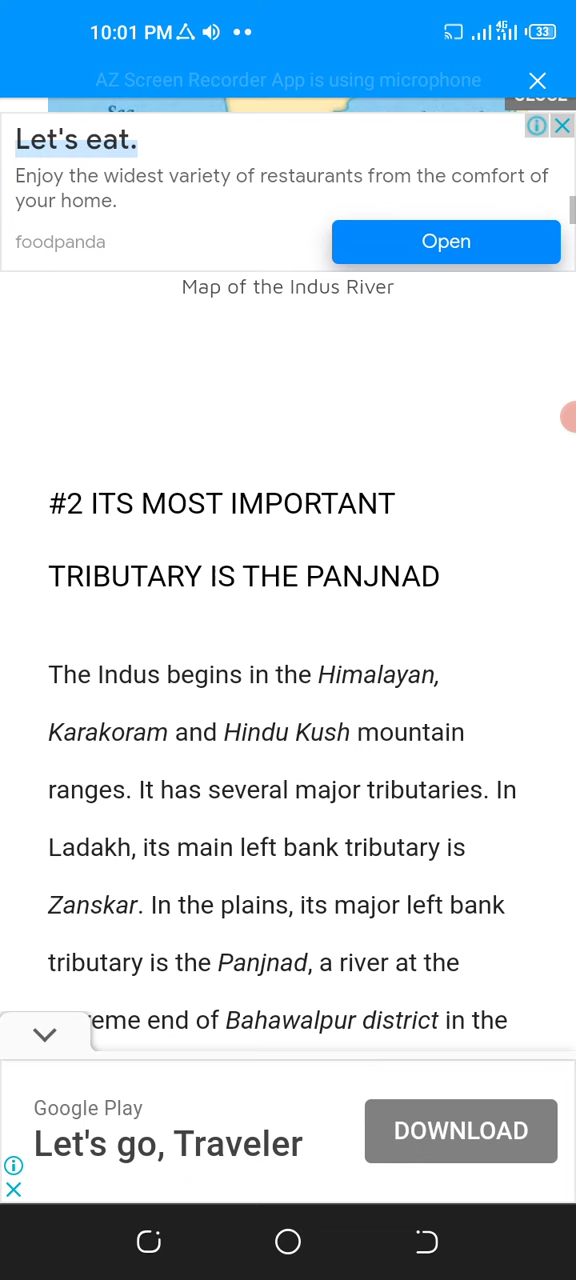 10:01 PM
4G
33
AZ Screen Recorder App is using microphone
Let's eat.
Enjoy the widest variety of restaurants from the comfort of
your home.
foodpanda
Open
Map of the Indus River
#2 ITS MOST IMPORTANT
TRIBUTARY IS THE PANJNAD
The Indus begins in the Himalayan,
Karakoram and Hindu Kush mountain
ranges. It has several major tributaries. In
Ladakh, its main left bank tributary is
Zanskar. In the plains, its major left bank
tributary is the Panjnad, a river at the
eme end of Bahawalpur district in the
Google Play
Let's go, Traveler
DOWNLOAD